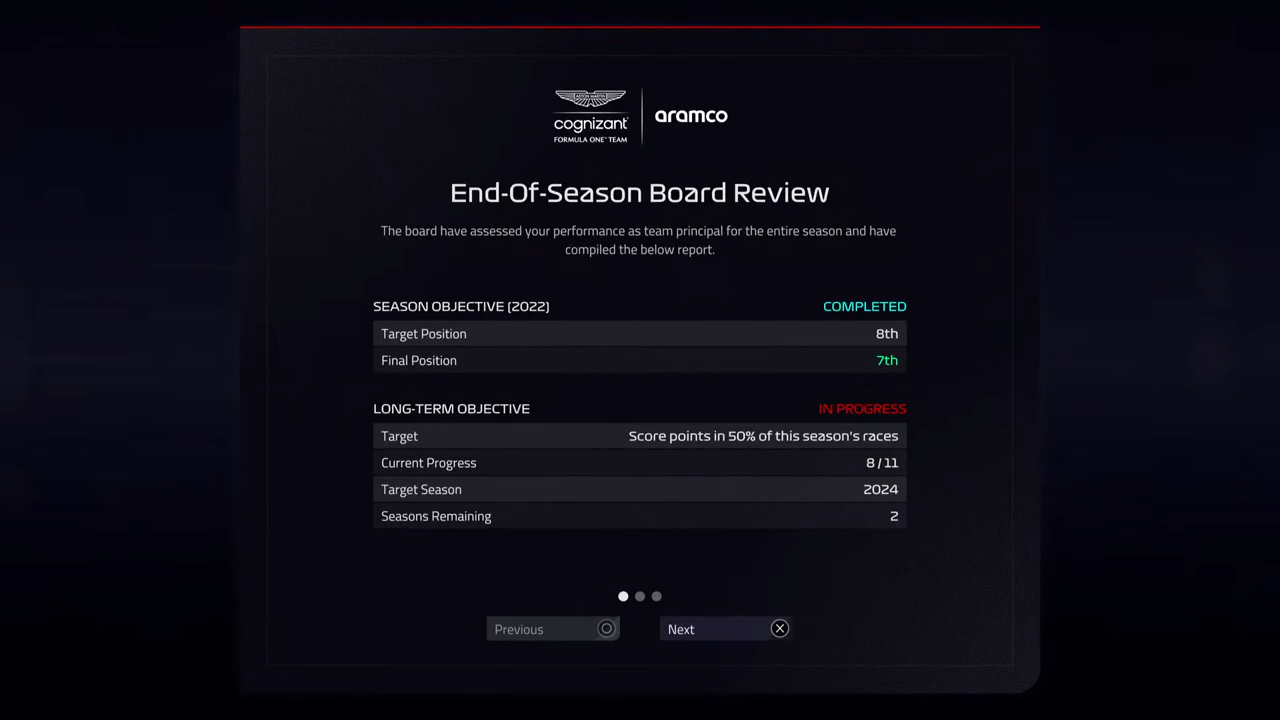 ASTON MARTIN
cognizant
FORMULA ONE™ TEAM
aramco
End-Of-Season Board Review
The board have assessed your performance as team principal for the entire season and have
compiled the below report.
SEASON OBJECTIVE (2022) COMPLETED
Target Position 8th
Final Position 7th
LONG-TERM OBJECTIVE IN PROGRESS
Target Score points in 50% of this season's races
Current Progress 8 / 11
Target Season 2024
Seasons Remaining 2
Previous Next